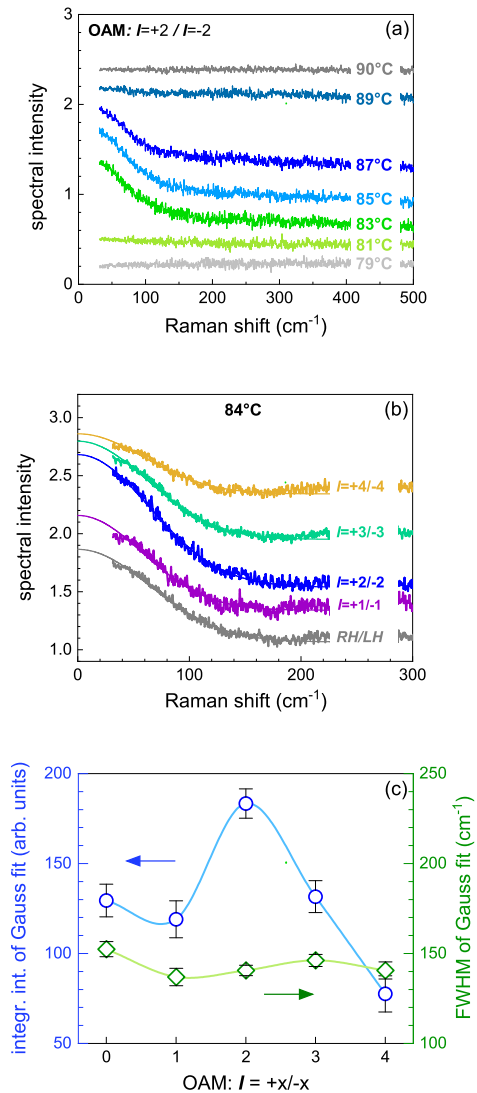 (a)
OAM: l=+2 / l=-2
3
2
1
0
spectral intensity
90°C
89°C
87°C
85°C
83°C
81°C
79°C
0 100 200 300 400 500
Raman shift (cm⁻¹)
84°C
(b)
3.0
2.5
2.0
1.5
1.0
spectral intensity
l=+4/-4
l=+3/-3
l=+2/-2
l=+1/-1
RH/LH
0 100 200 300
Raman shift (cm⁻¹)
(c)
200
150
100
50
integr. int. of Gauss fit (arb. units)
250
200
150
100
FWHM of Gauss fit (cm⁻¹)
0 1 2 3 4
OAM: l = +x/-x